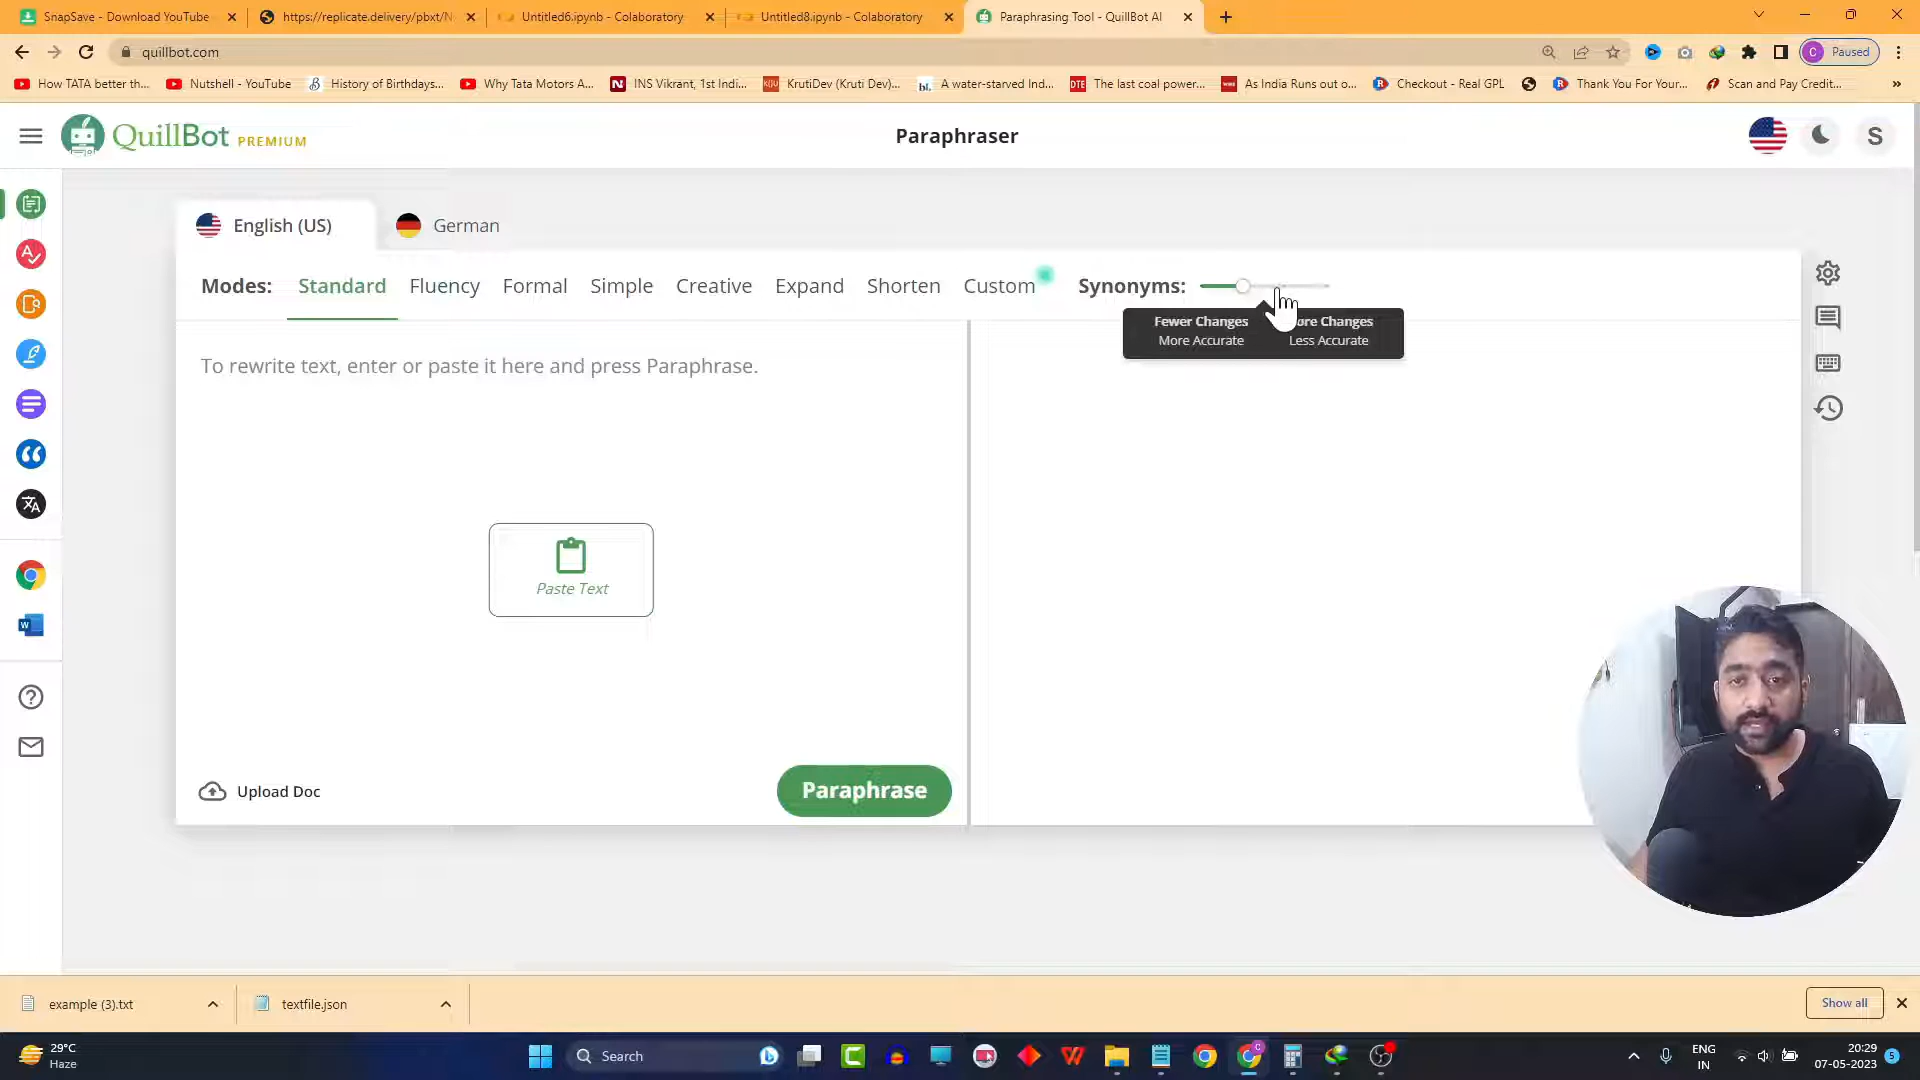 SnapSave - Download YouTube
https://replicate.delivery/pbxt/N
Untitled6.ipynb - Colaboratory
Untitled8.ipynb - Colaboratory
Paraphrasing Tool - QuillBot AI
quillbot.com
C Paused
How TATA better th...
Nutshell - YouTube
History of Birthdays...
Why Tata Motors A...
INS Vikrant, 1st Indi...
KrutiDev (Kruti Dev)...
A water-starved Ind...
The last coal power...
As India Runs out o...
Checkout - Real GPL
Thank You For Your...
Scan and Pay Credit...
QuillBot PREMIUM
Paraphraser
S
English (US)
German
Modes: Standard Fluency Formal Simple Creative Expand Shorten Custom Synonyms:
Fewer Changes
Changes
More Accurate
Less Accurate
To rewrite text, enter or paste it here and press Paraphrase.
Paste Text
Upload Doc
Paraphrase
example (3).txt
textfile.json
Show all
29°C
Haze
Search
ENG
IN
20:29
07-05-2023
5